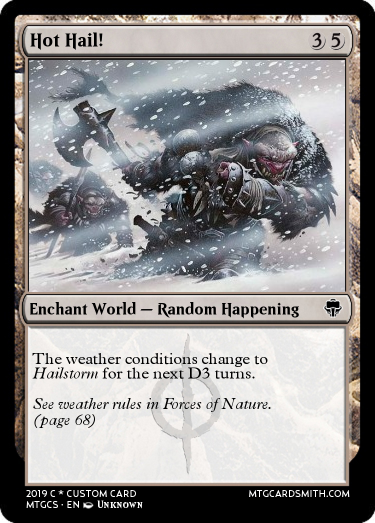 Hot Hail! 3 5
Enchant World — Random Happening
The weather conditions change to
Hailstorm for the next D3 turns.
See weather rules in Forces of Nature.
(page 68)
2019 C * CUSTOM CARD
MTGCS · EN Unknown
MTGCARDSMITH.COM